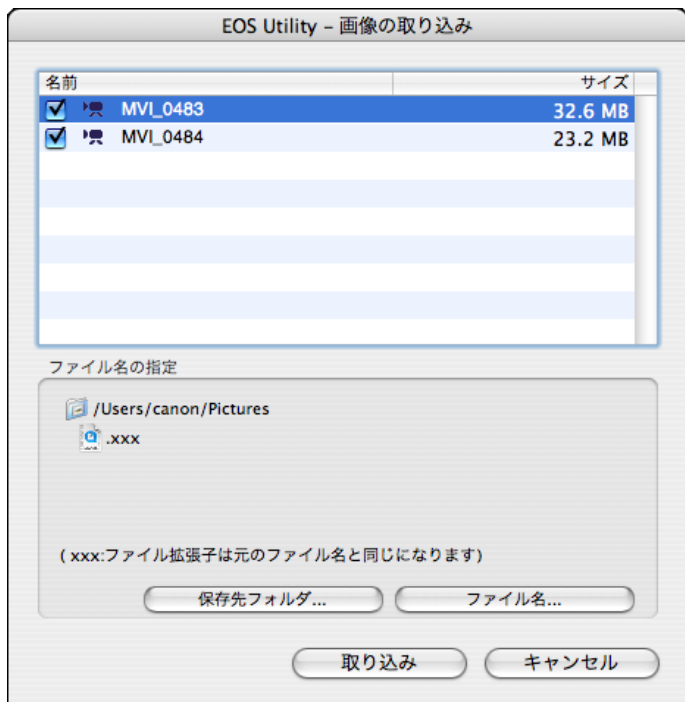 EOS Utility – 画像の取り込み
名前 サイズ
MVI_0483 32.6 MB
MVI_0484 23.2 MB
ファイル名の指定
/Users/canon/Pictures
.xxx
( xxx:ファイル拡張子は元のファイル名と同じになります)
保存先フォルダ... ファイル名...
取り込み キャンセル